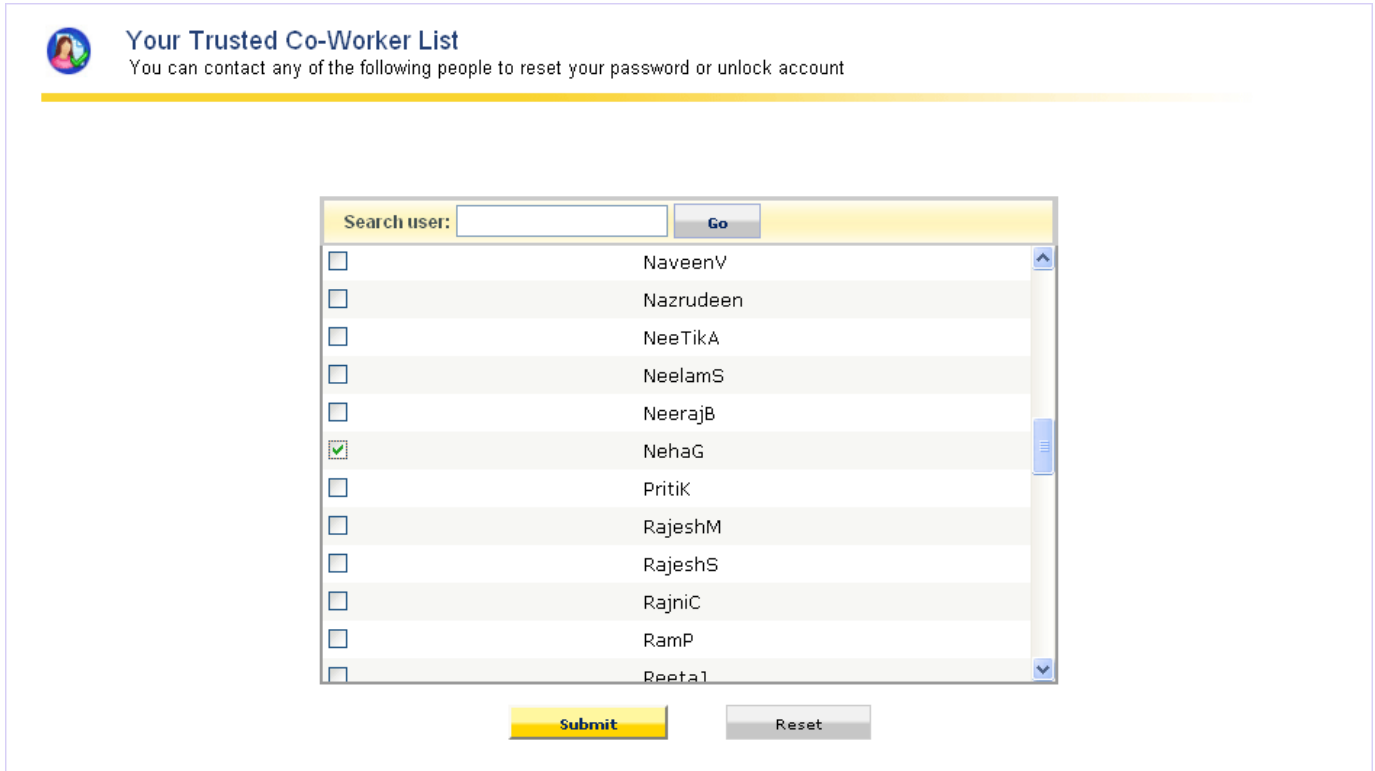 Your Trusted Co-Worker List
You can contact any of the following people to reset your password or unlock account
Search user:
Go
NaveenV
Nazrudeen
NeeTikA
NeelamS
NeerajB
NehaG
PritiK
RajeshM
RajeshS
RajniC
RamP
Submit
Reset